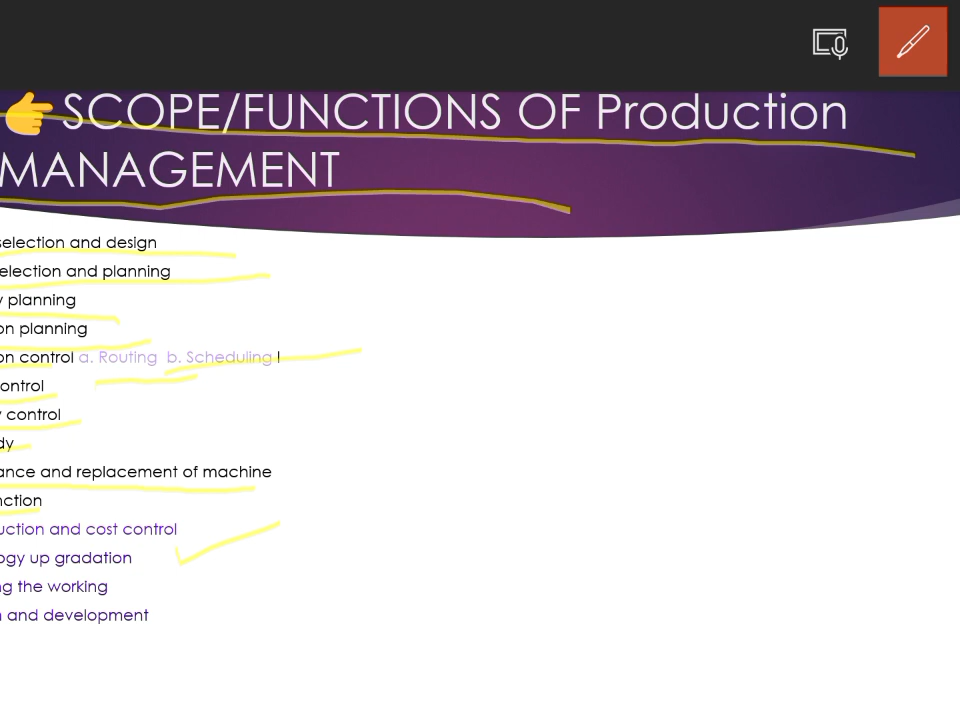 SCOPE/FUNCTIONS OF Production
MANAGEMENT
selection and design
election and planning
y planning
on planning
on control a. Routing b. Scheduling !
ontrol
y control
dy
ance and replacement of machine
nction
uction and cost control
ogy up gradation
ng the working
n and development